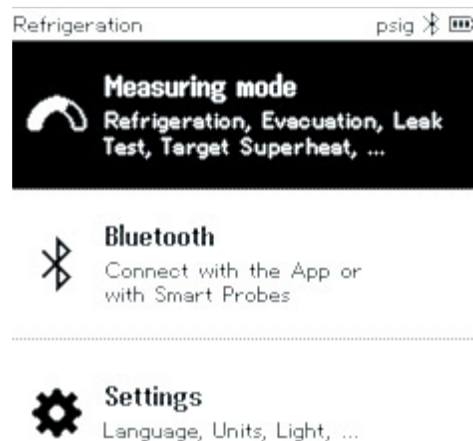 Refrigeration psig
Measuring mode
Refrigeration, Evacuation, Leak
Test, Target Superheat, ...
Bluetooth
Connect with the App or
with Smart Probes
Settings
Language, Units, Light, ...